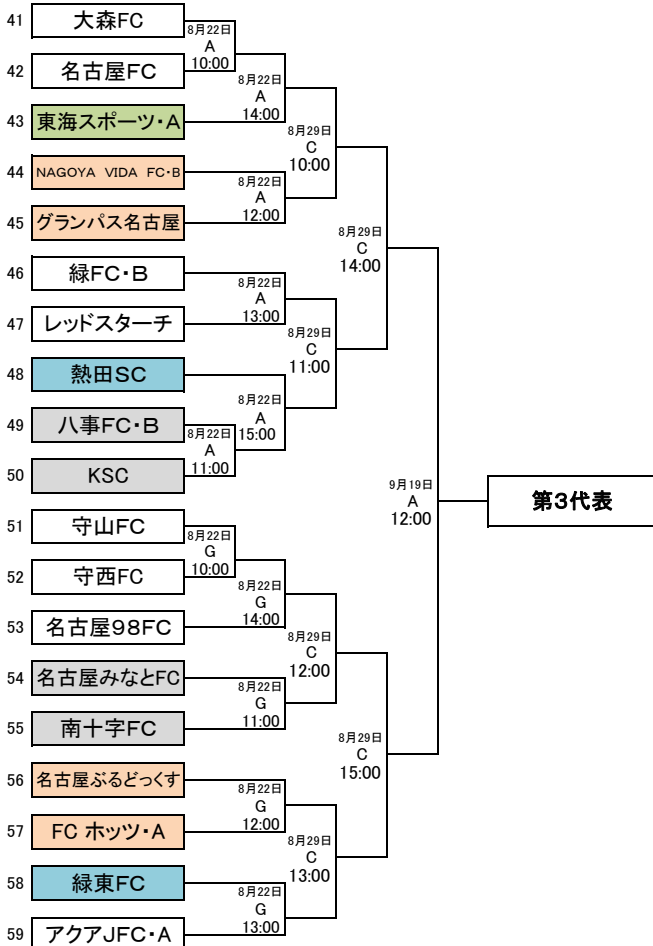 41 大森FC
42 名古屋FC
43 東海スポーツ・A
44 NAGOYA VIDA FC・B
45 グランパス名古屋
46 緑FC・B
47 レッドスターチ
48 熱田SC
49 八事FC・B
50 KSC
51 守山FC
52 守西FC
53 名古屋98FC
54 名古屋みなとFC
55 南十字FC
56 名古屋ぶるどっくす
57 FC ホッツ・A
58 緑東FC
59 アクアJFC・A
8月22日
A
10:00
8月22日
A
11:00
8月22日
G
10:00
8月22日
A
14:00
8月22日
A
12:00
8月22日
A
13:00
8月22日
A
15:00
8月22日
G
14:00
8月22日
G
11:00
8月22日
G
12:00
8月22日
G
13:00
8月29日
C
10:00
8月29日
C
11:00
8月29日
C
12:00
8月29日
C
13:00
8月29日
C
14:00
8月29日
C
15:00
9月19日
A
12:00
第3代表